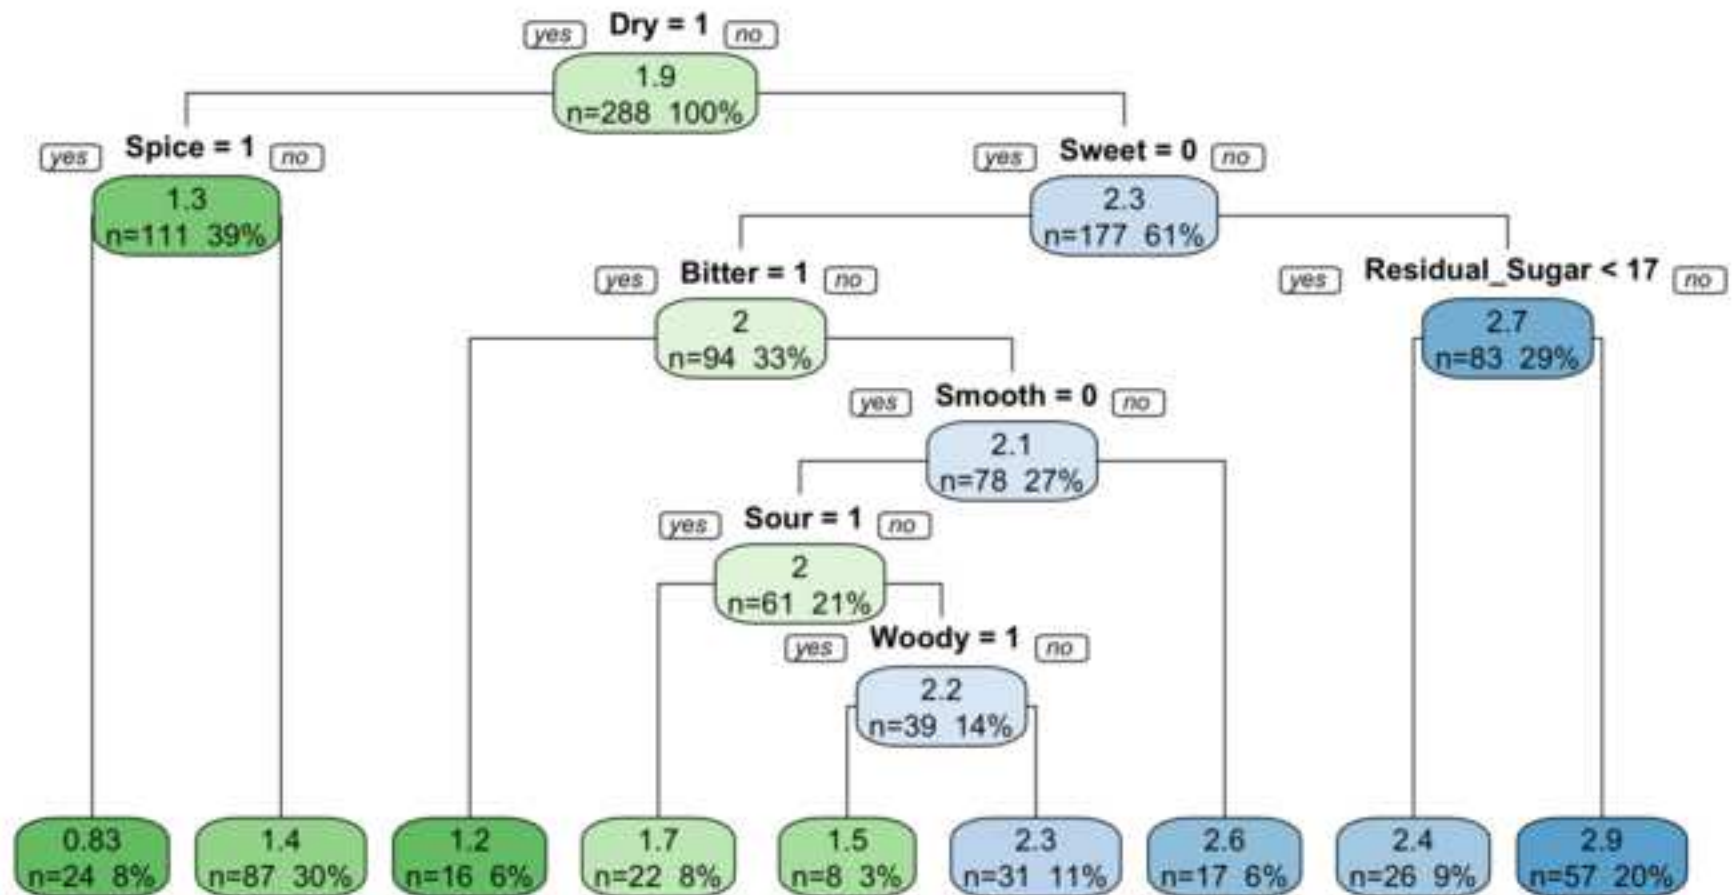 yes Dry = 1 no
1.9
n=288 100%
yes Spice = 1 no
1.3
n=111 39%
yes Sweet = 0 no
2.3
n=177 61%
yes Bitter = 1 no
2
n=94 33%
yes Residual_Sugar < 17 no
2.7
n=83 29%
yes Smooth = 0 no
2.1
n=78 27%
yes Sour = 1 no
2
n=61 21%
yes Woody = 1 no
2.2
n=39 14%
0.83
n=24 8%
1.4
n=87 30%
1.2
n=16 6%
1.7
n=22 8%
1.5
n=8 3%
2.3
n=31 11%
2.6
n=17 6%
2.4
n=26 9%
2.9
n=57 20%